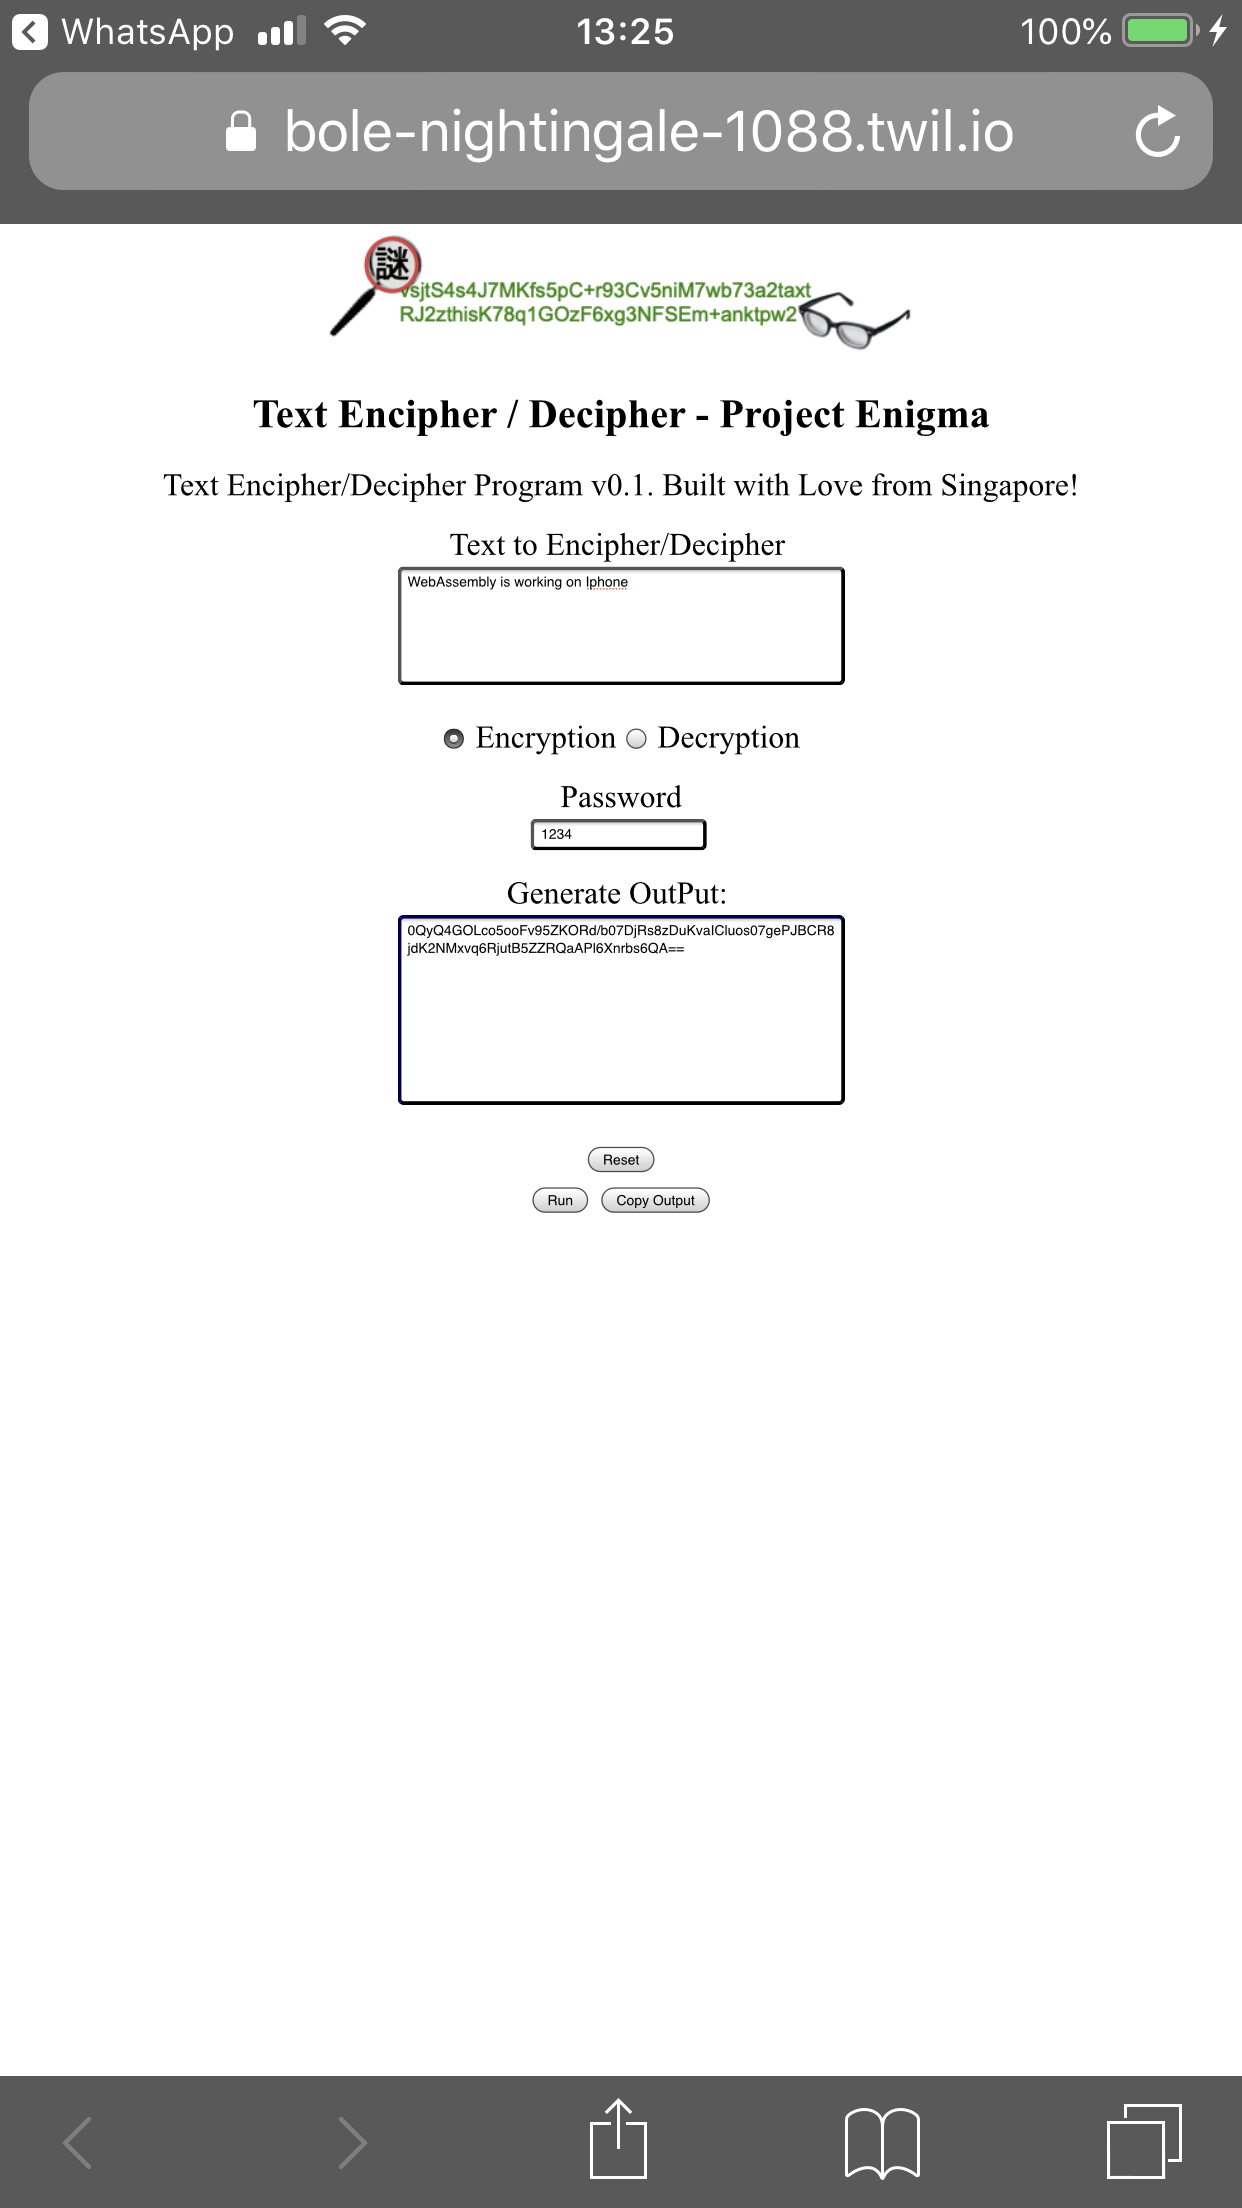 WhatsApp 13:25 100%
bole-nightingale-1088.twil.io
謎
vsjtS4s4J7MKfs5pC+r93Cv5niM7wb73a2taxt
RJ2zthisK78q1GOzF6xg3NFSEm+anktpw2
Text Encipher / Decipher - Project Enigma
Text Encipher/Decipher Program v0.1. Built with Love from Singapore!
Text to Encipher/Decipher
WebAssembly is working on Iphone
Encryption Decryption
Password
1234
Generate OutPut:
0QyQ4GOLco5ooFv95ZKORd/b07DjRs8zDuKvaICluos07gePJBCR8
jdK2NMxvq6RjutB5ZZRQaAPl6Xnrbs6QA==
Reset
Run Copy Output